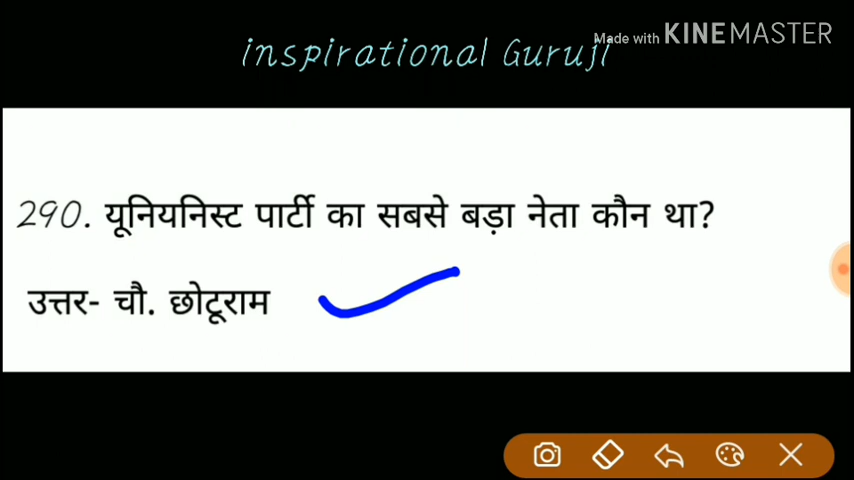 Made with KINEMASTER
inspirational Guruji
290. यूनियनिस्ट पार्टी का सबसे बड़ा नेता कौन था?
उत्तर- चौ. छोटूराम